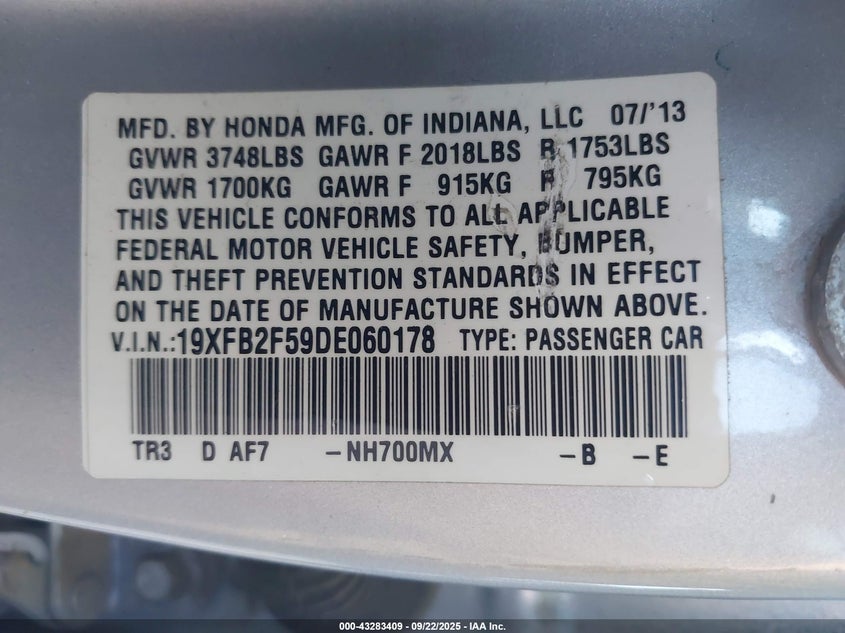 MFD. BY HONDA MFG. OF INDIANA, LLC 07/'13
GVWR 3748LBS GAWR F 2018LBS R 1753LBS
GVWR 1700KG GAWR F 915KG R 795KG
THIS VEHICLE CONFORMS TO ALL APPLICABLE
FEDERAL MOTOR VEHICLE SAFETY, BUMPER,
AND THEFT PREVENTION STANDARDS IN EFFECT
ON THE DATE OF MANUFACTURE SHOWN ABOVE.
V.I.N.:19XFB2F59DE060178 TYPE: PASSENGER CAR
TR3 D AF7 -NH700MX -B -E
000-43283409 - 09/22/2025 - IAA Inc.